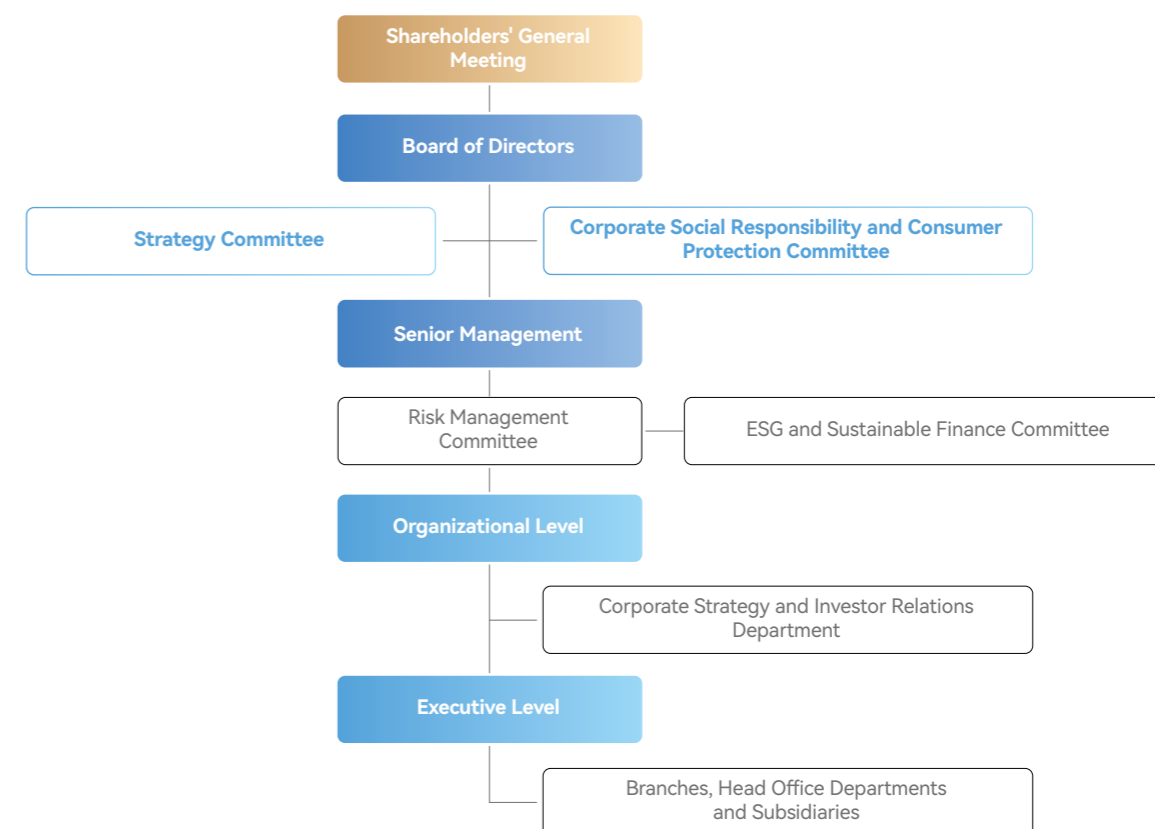 Shareholders' General
Meeting
Board of Directors
Strategy Committee
Corporate Social Responsibility and Consumer
Protection Committee
Senior Management
Risk Management
Committee
ESG and Sustainable Finance Committee
Organizational Level
Corporate Strategy and Investor Relations
Department
Executive Level
Branches, Head Office Departments
and Subsidiaries